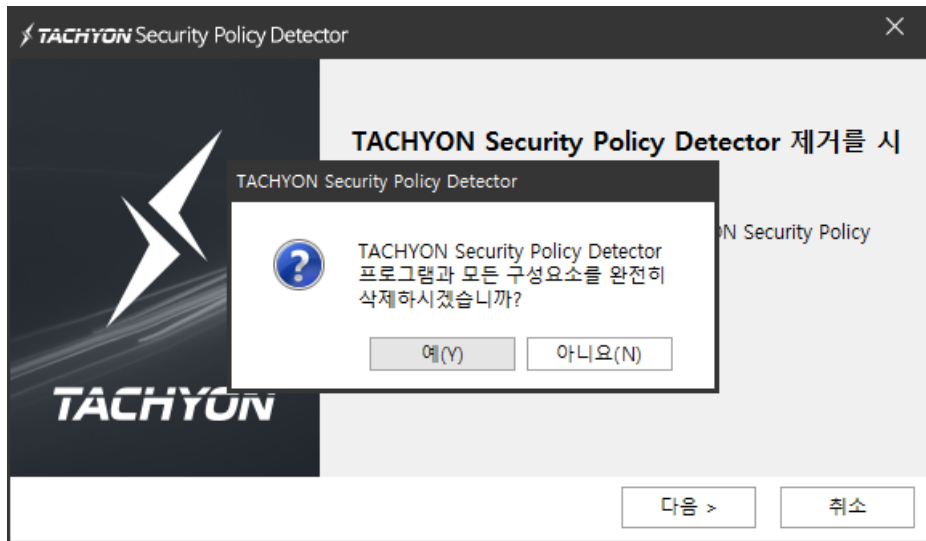 TACHYON Security Policy Detector
TACHYON Security Policy Detector 제거를 시
TACHYON Security Policy Detector
N Security Policy
TACHYON Security Policy Detector
프로그램과 모든 구성요소를 완전히
삭제하시겠습니까?
예(Y)
아니요(N)
TACHYON
다음 >
취소